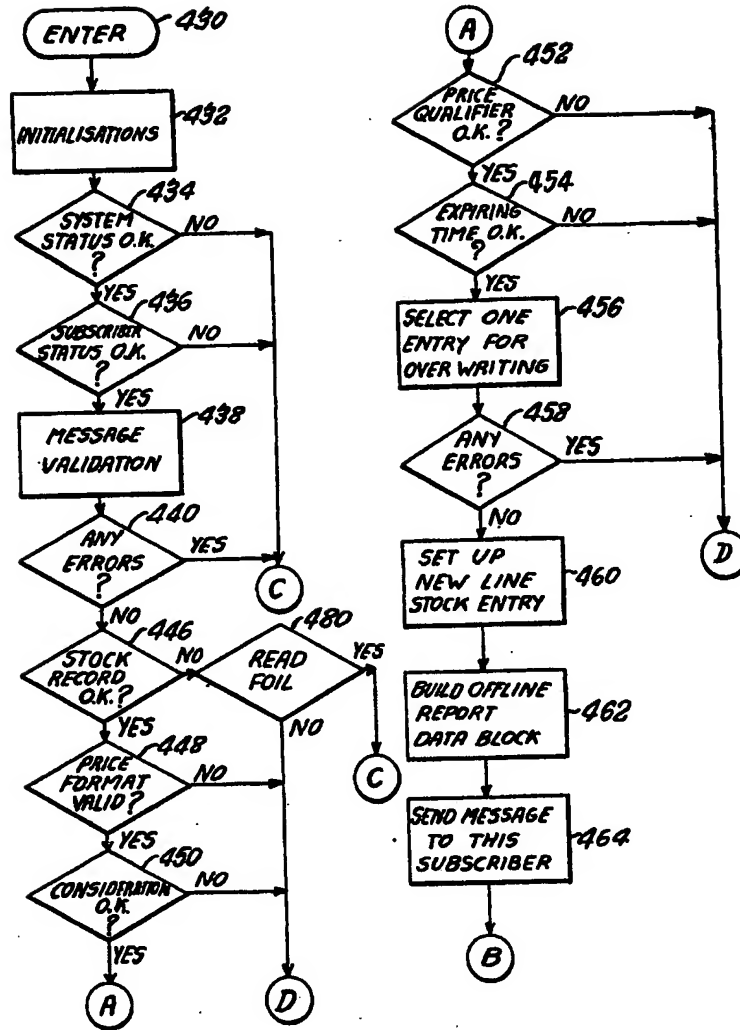 ENTER
430
INITIALISATIONS
432
434
SYSTEM
STATUS O.K.
?
NO
YES
436
SUBSCRIBER
STATUS O.K.
?
NO
YES
438
MESSAGE
VALIDATION
440
ANY
ERRORS
?
YES
C
NO
446
STOCK
RECORD
O.K.?
NO
480
READ
FOIL
YES
C
NO
YES
448
PRICE
FORMAT
VALID?
NO
YES
450
CONSIDERATION
O.K.
?
NO
YES
A
D
A
452
PRICE
QUALIFIER
O.K.?
NO
YES
454
EXPIRING
TIME O.K.
?
NO
YES
456
SELECT ONE
ENTRY FOR
OVER WRITING
458
ANY
ERRORS
?
YES
D
NO
SET UP
NEW LINE
STOCK ENTRY
460
BUILD OFFLINE
REPORT
DATA BLOCK
462
SEND MESSAGE
TO THIS
SUBSCRIBER
464
B